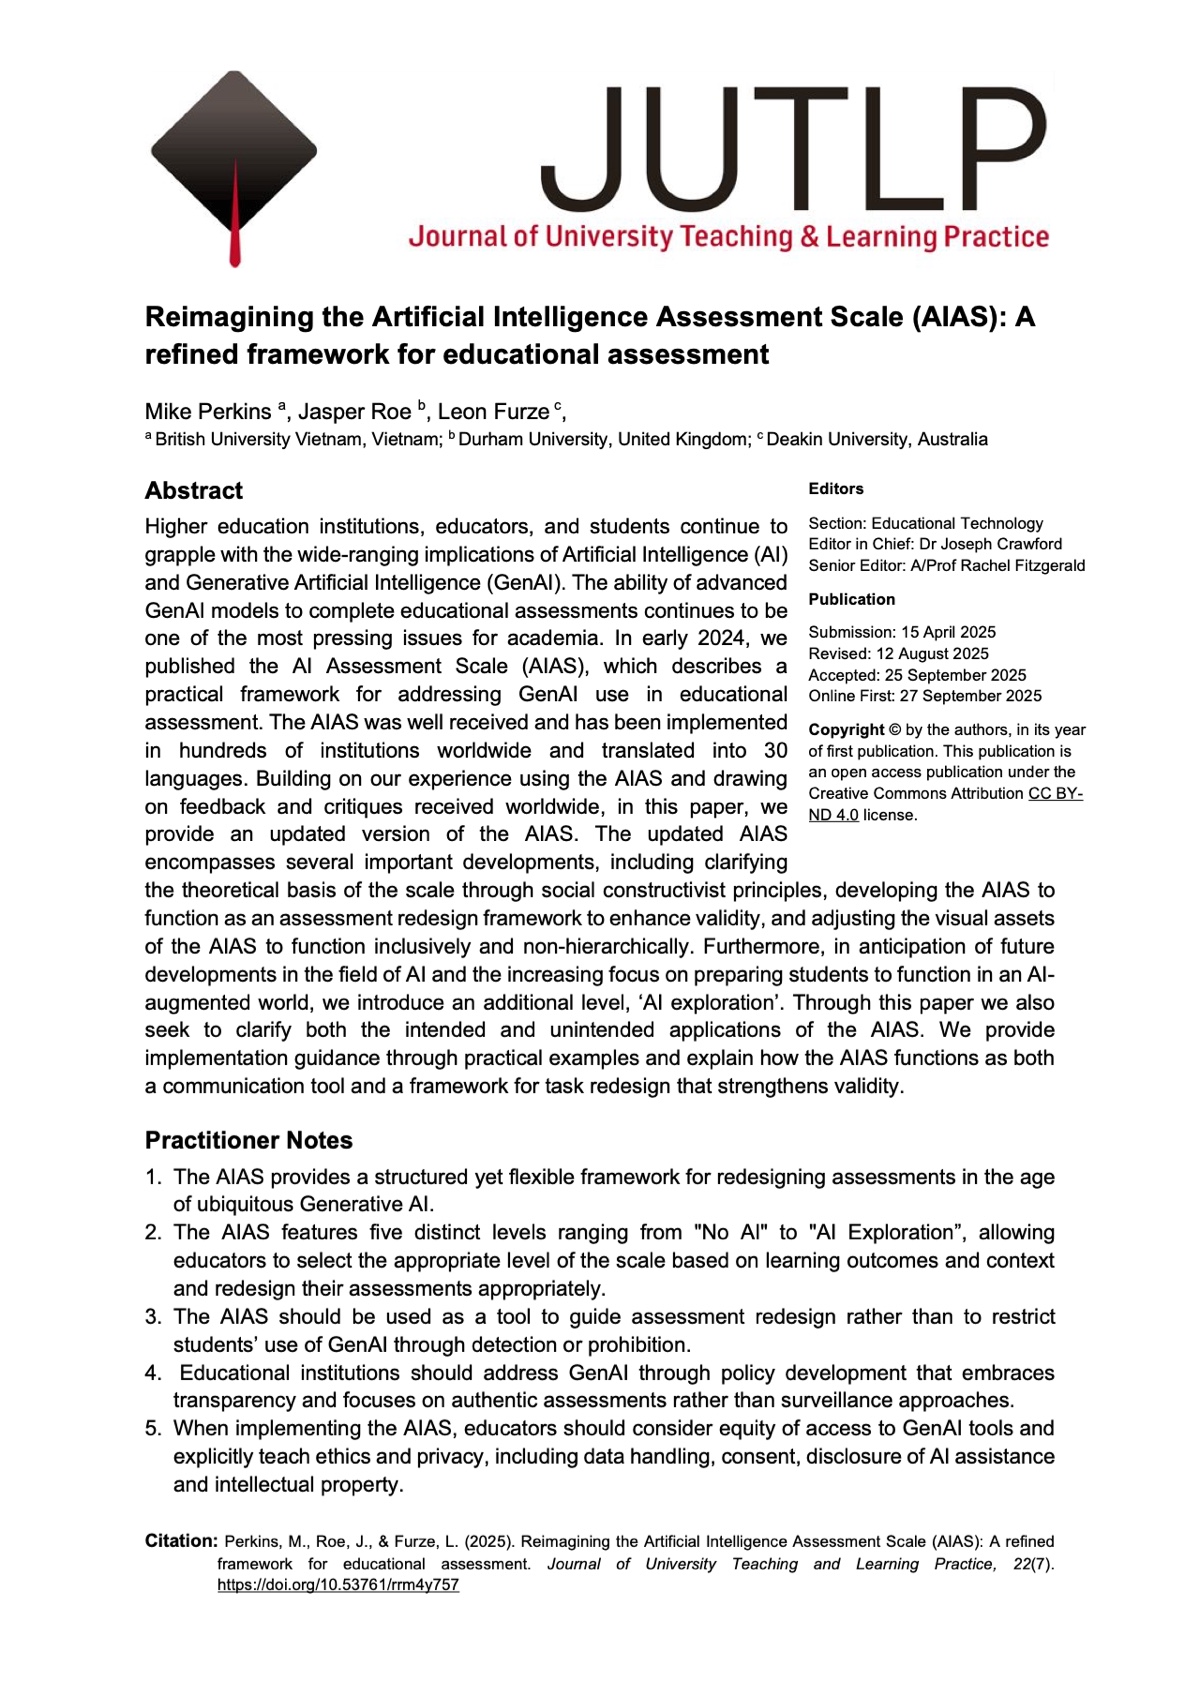 JUTLP
Journal of University Teaching & Learning Practice
Reimagining the Artificial Intelligence Assessment Scale (AIAS): A
refined framework for educational assessment
Mike Perkins a, Jasper Roe b, Leon Furze c,
a British University Vietnam, Vietnam; b Durham University, United Kingdom; c Deakin University, Australia
Abstract
Higher education institutions, educators, and students continue to
grapple with the wide-ranging implications of Artificial Intelligence (AI)
and Generative Artificial Intelligence (GenAI). The ability of advanced
GenAI models to complete educational assessments continues to be
one of the most pressing issues for academia. In early 2024, we
published the AI Assessment Scale (AIAS), which describes a
practical framework for addressing GenAI use in educational
assessment. The AIAS was well received and has been implemented
in hundreds of institutions worldwide and translated into 30
languages. Building on our experience using the AIAS and drawing
on feedback and critiques received worldwide, in this paper, we
provide an updated version of the AIAS. The updated AIAS
encompasses several important developments, including clarifying
the theoretical basis of the scale through social constructivist principles, developing the AIAS to
function as an assessment redesign framework to enhance validity, and adjusting the visual assets
of the AIAS to function inclusively and non-hierarchically. Furthermore, in anticipation of future
developments in the field of AI and the increasing focus on preparing students to function in an AI-
augmented world, we introduce an additional level, ‘AI exploration’. Through this paper we also
seek to clarify both the intended and unintended applications of the AIAS. We provide
implementation guidance through practical examples and explain how the AIAS functions as both
a communication tool and a framework for task redesign that strengthens validity.
Editors
Section: Educational Technology
Editor in Chief: Dr Joseph Crawford
Senior Editor: A/Prof Rachel Fitzgerald
Publication
Submission: 15 April 2025
Revised: 12 August 2025
Accepted: 25 September 2025
Online First: 27 September 2025
Copyright © by the authors, in its year
of first publication. This publication is
an open access publication under the
Creative Commons Attribution CC BY-
ND 4.0 license.
Practitioner Notes
1. The AIAS provides a structured yet flexible framework for redesigning assessments in the age
of ubiquitous Generative AI.
2. The AIAS features five distinct levels ranging from "No AI" to "AI Exploration”, allowing
educators to select the appropriate level of the scale based on learning outcomes and context
and redesign their assessments appropriately.
3. The AIAS should be used as a tool to guide assessment redesign rather than to restrict
students’ use of GenAI through detection or prohibition.
4. Educational institutions should address GenAI through policy development that embraces
transparency and focuses on authentic assessments rather than surveillance approaches.
5. When implementing the AIAS, educators should consider equity of access to GenAI tools and
explicitly teach ethics and privacy, including data handling, consent, disclosure of AI assistance
and intellectual property.
Citation: Perkins, M., Roe, J., & Furze, L. (2025). Reimagining the Artificial Intelligence Assessment Scale (AIAS): A refined
framework for educational assessment. Journal of University Teaching and Learning Practice, 22(7).
https://doi.org/10.53761/rrm4y757